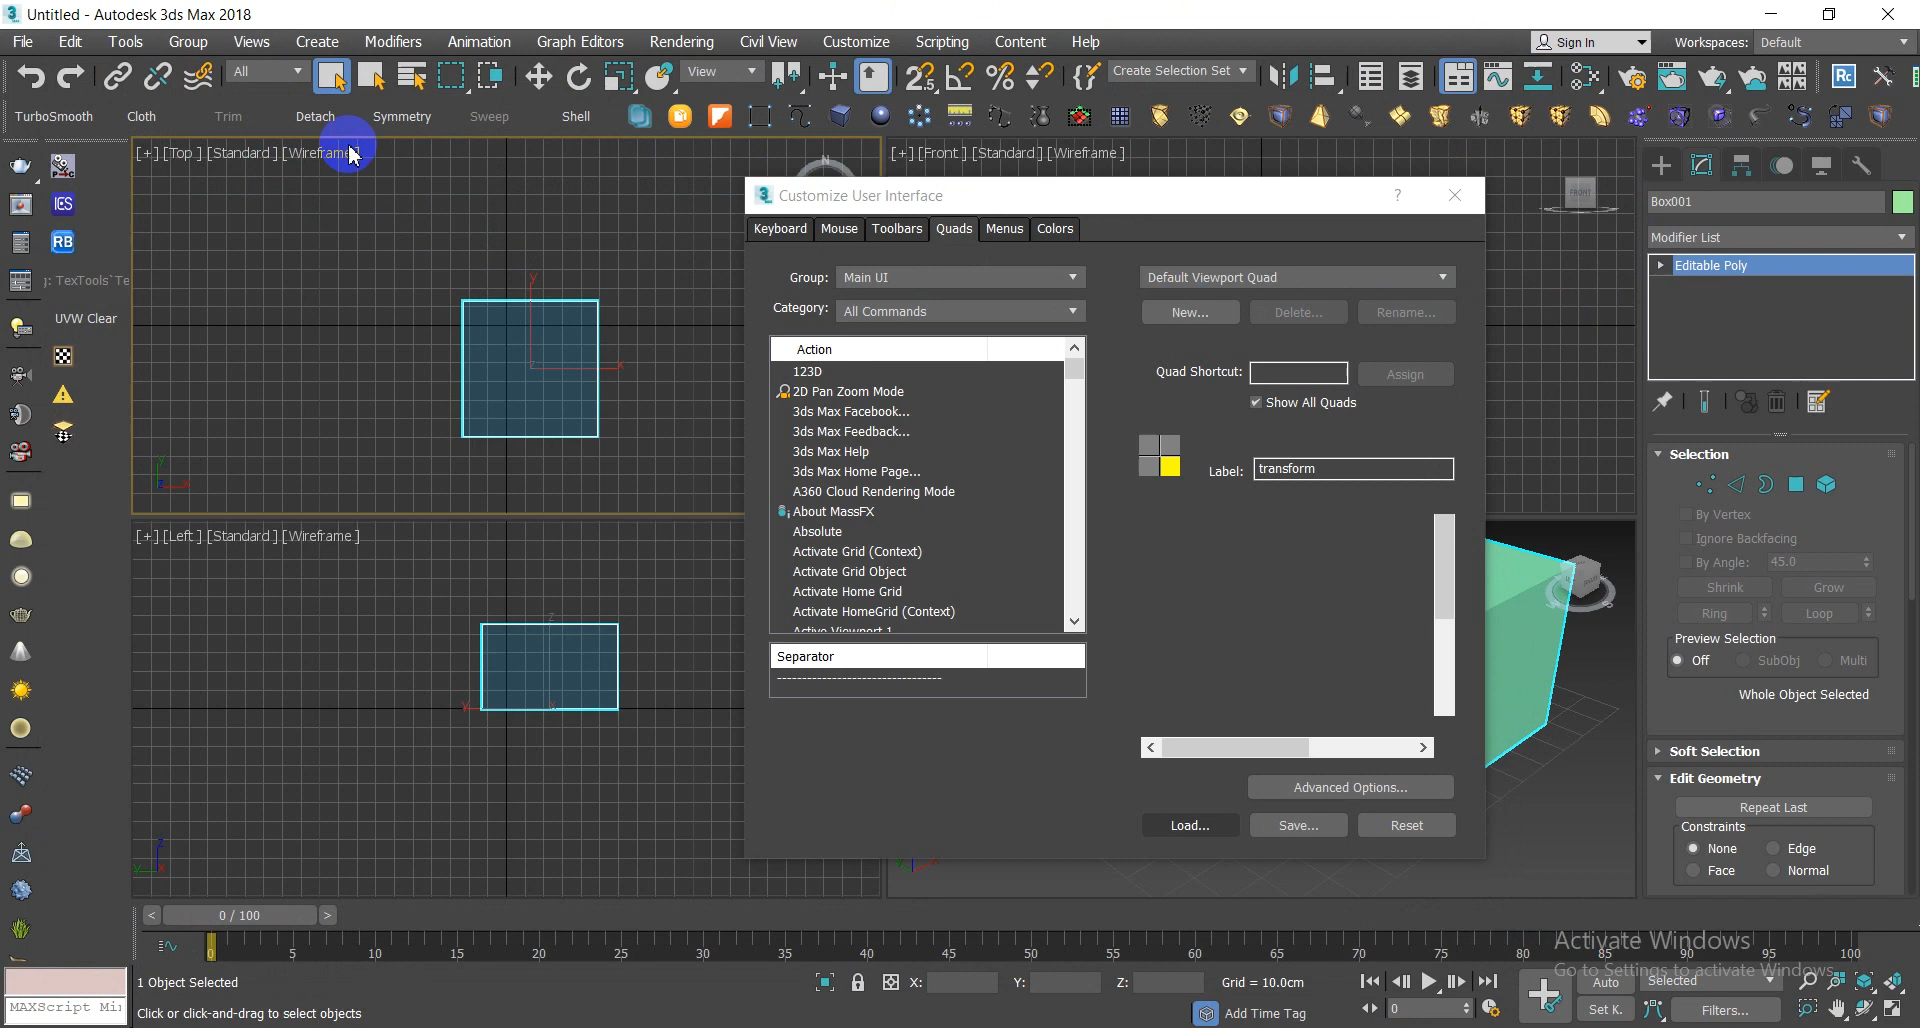 Untitled - Autodesk 3ds Max 2018
File Edit Tools Group Views Create Modifiers Animation Graph Editors Rendering Civil View Customize Scripting Content Help Sign In Workspaces: Default
All View Create Selection Set
TurboSmooth Cloth Trim Detach Symmetry Sweep Shell
[+] [Top ] [Standard ] [Wireframe ]
[+] [Front ] [Standard ] [Wireframe ]
UVW Clear
[+] [Left ] [Standard ] [Wireframe ]
Customize User Interface
Keyboard Mouse Toolbars Quads Menus Colors
Group: Main UI
Category: All Commands
Action
123D
2D Pan Zoom Mode
3ds Max Facebook...
3ds Max Feedback...
3ds Max Help
3ds Max Home Page...
A360 Cloud Rendering Mode
About MassFX
Absolute
Activate Grid (Context)
Activate Grid Object
Activate Home Grid
Activate HomeGrid (Context)
Active Viewport 1
Separator
Default Viewport Quad
New... Delete... Rename...
Quad Shortcut: Assign
Show All Quads
Label: transform
Advanced Options...
Load... Save... Reset
FRONT
Box001
Modifier List
Editable Poly
Selection
By Vertex
Ignore Backfacing
By Angle: 45.0
Shrink Grow
Ring Loop
Preview Selection
Off SubObj Multi
Whole Object Selected
Soft Selection
Edit Geometry
Repeat Last
Constraints
None Edge
Face Normal
< 0 / 100 >
0 5 10 15 20 25 30 35 40 45 50 55 60 65 70 75 80 85 90 95 100
Activate Windows
Go to Settings to activate Windows.
1 Object Selected X: Y: Z: Grid = 10.0cm Auto Selected
MAXScript Mi Click or click-and-drag to select objects Add Time Tag 0 Set K. Filters...